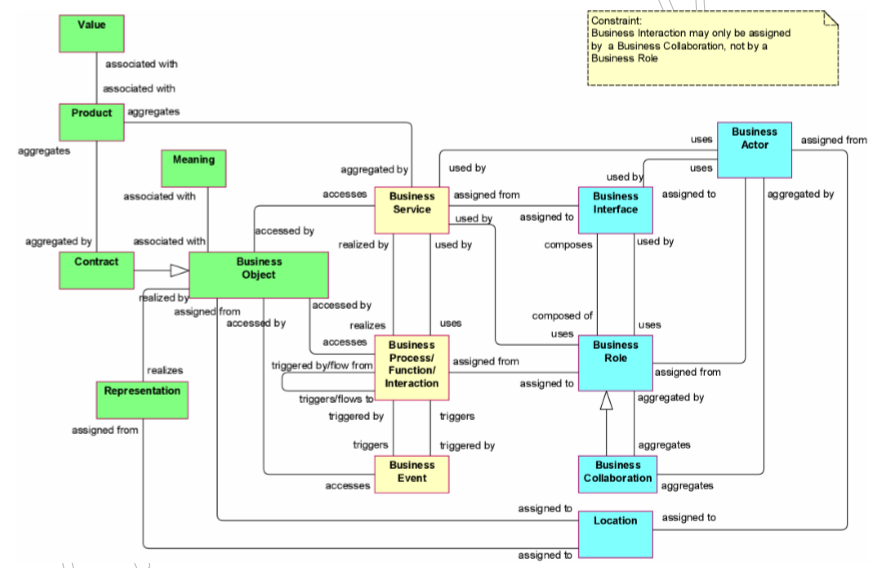 Value
Constraint:
Business Interaction may only be assigned
by a Business Collaboration, not by a
Business Role
associated with
associated with
Product
aggregates
aggregates
Business
Actor
uses
assigned from
Meaning
aggregated by
used by
used by
uses
associated with
accesses
Business
Service
assigned from
Business
Interface
assigned to
aggregated by
assigned to
used by
accessed by
aggregated by
associated with
realized by
used by
composes
used by
Contract
Business
Object
realized by
assigned from
accessed by
accessed by
composed of
realizes
uses
uses
uses
accesses
Business
Process/
Function/
Interaction
Business
Role
triggered by/flow from
assigned from
assigned from
realizes
assigned to
Representation
triggers/flows to
aggregated by
triggered by
triggers
assigned from
triggers
triggered by
aggregates
Business
Event
Business
Collaboration
accesses
aggregates
assigned to
Location
assigned to
assigned to